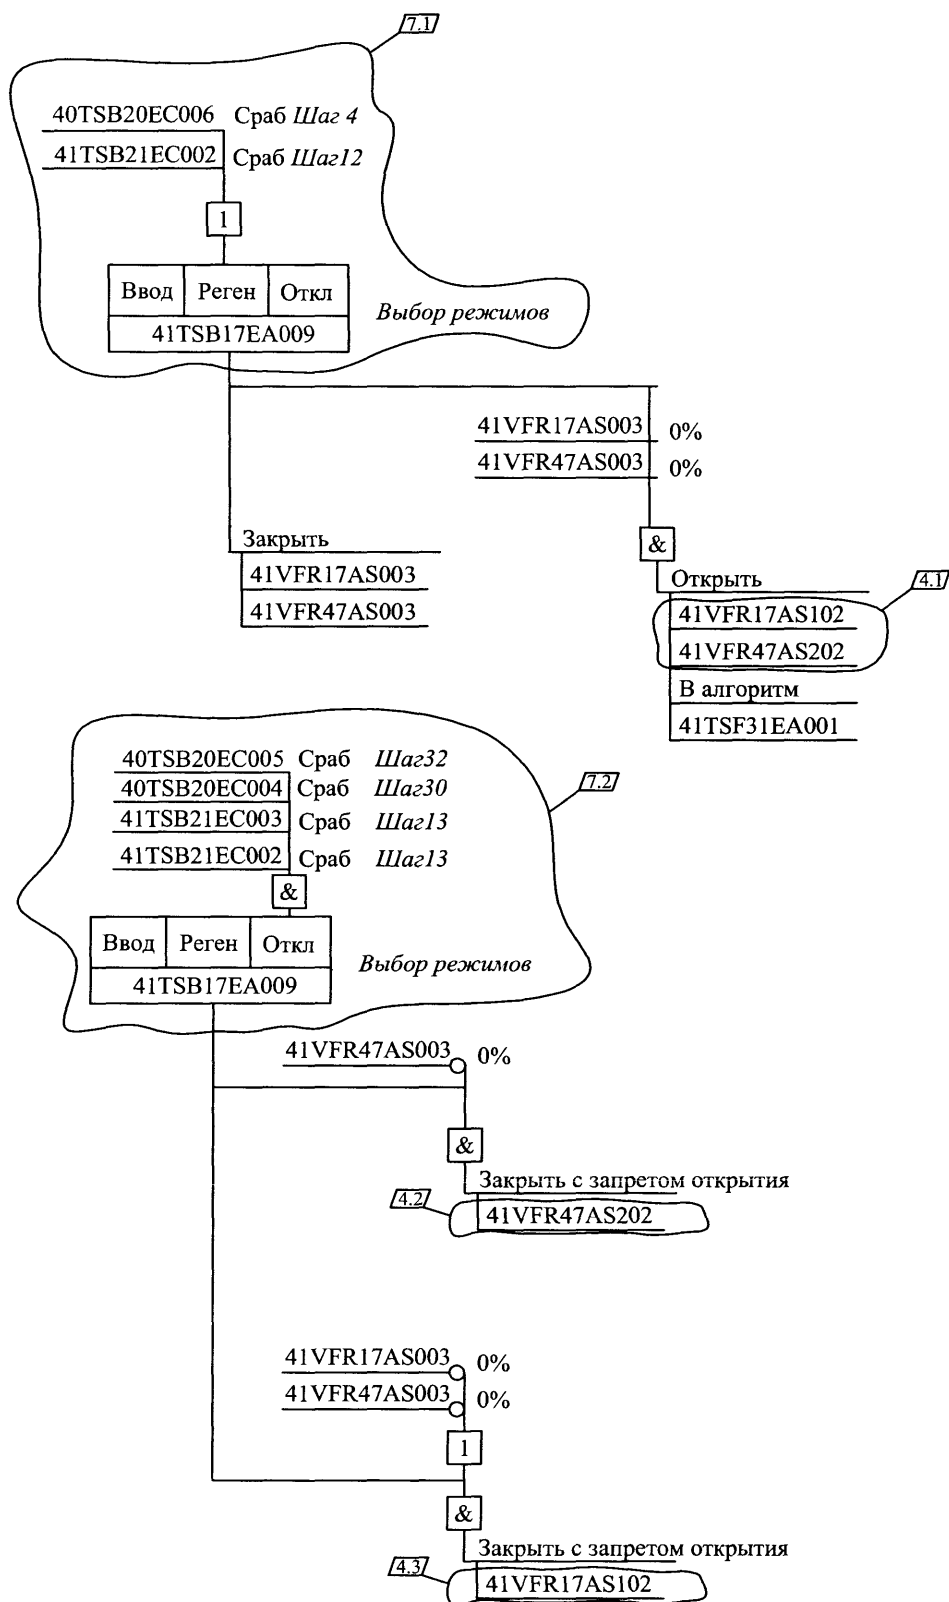 7.1
40TSB20EC006 Сраб Шаг 4
41TSB21EC002 Сраб Шаг12
1
Ввод Реген Откл
41TSB17EA009
Выбор режимов
41VFR17AS003 0%
41VFR47AS003 0%
&
Закрыть
41VFR17AS003
41VFR47AS003
Открыть
4.1
41VFR17AS102
41VFR47AS202
В алгоритм
41TSF31EA001
40TSB20EC005 Сраб Шаг32
40TSB20EC004 Сраб Шаг30
41TSB21EC003 Сраб Шаг13
41TSB21EC002 Сраб Шаг13
7.2
&
Ввод Реген Откл
41TSB17EA009
Выбор режимов
41VFR47AS003 0%
&
Закрыть с запретом открытия
4.2
41VFR47AS202
41VFR17AS003 0%
41VFR47AS003 0%
1
&
Закрыть с запретом открытия
4.3
41VFR17AS102